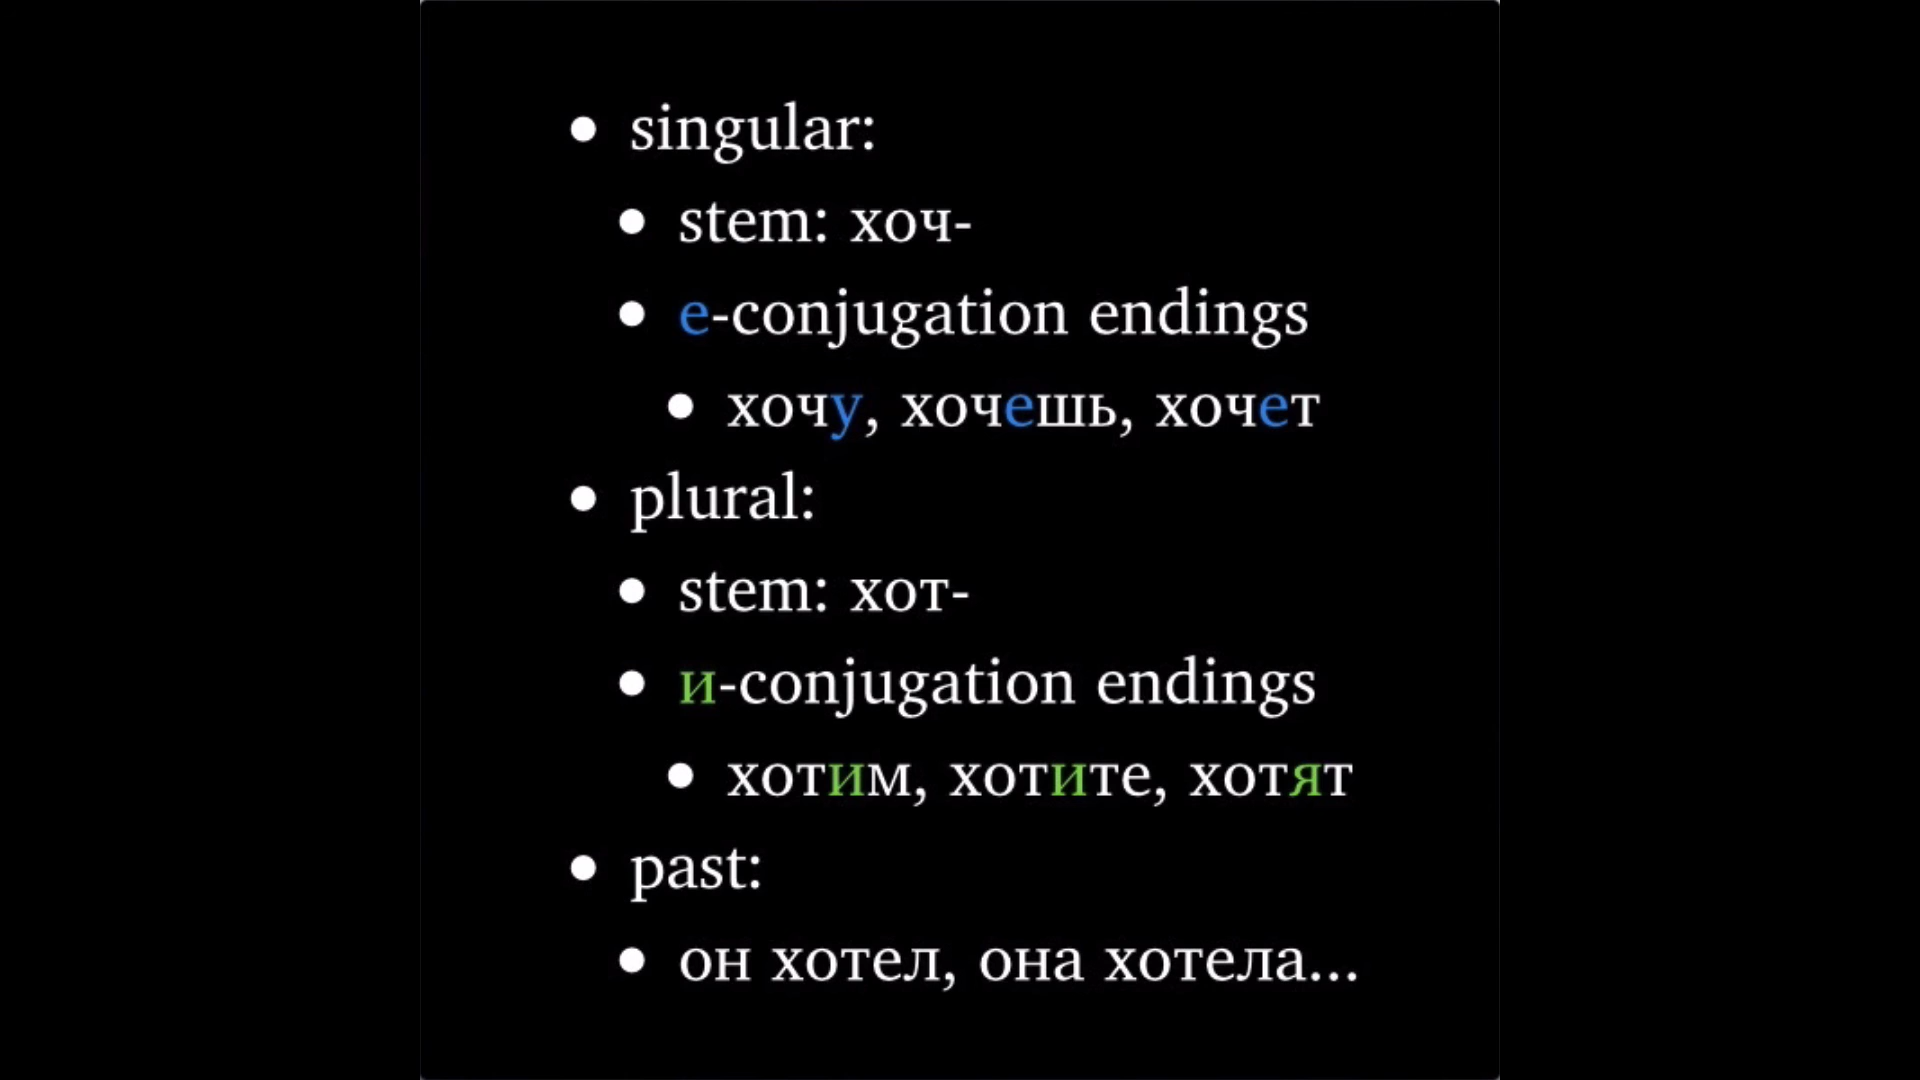 singular:
stem: хоч-
е-conjugation endings
хочу, хочешь, хочет
plural:
stem: хот-
и-conjugation endings
хотим, хотите, хотят
past:
он хотел, она хотела...